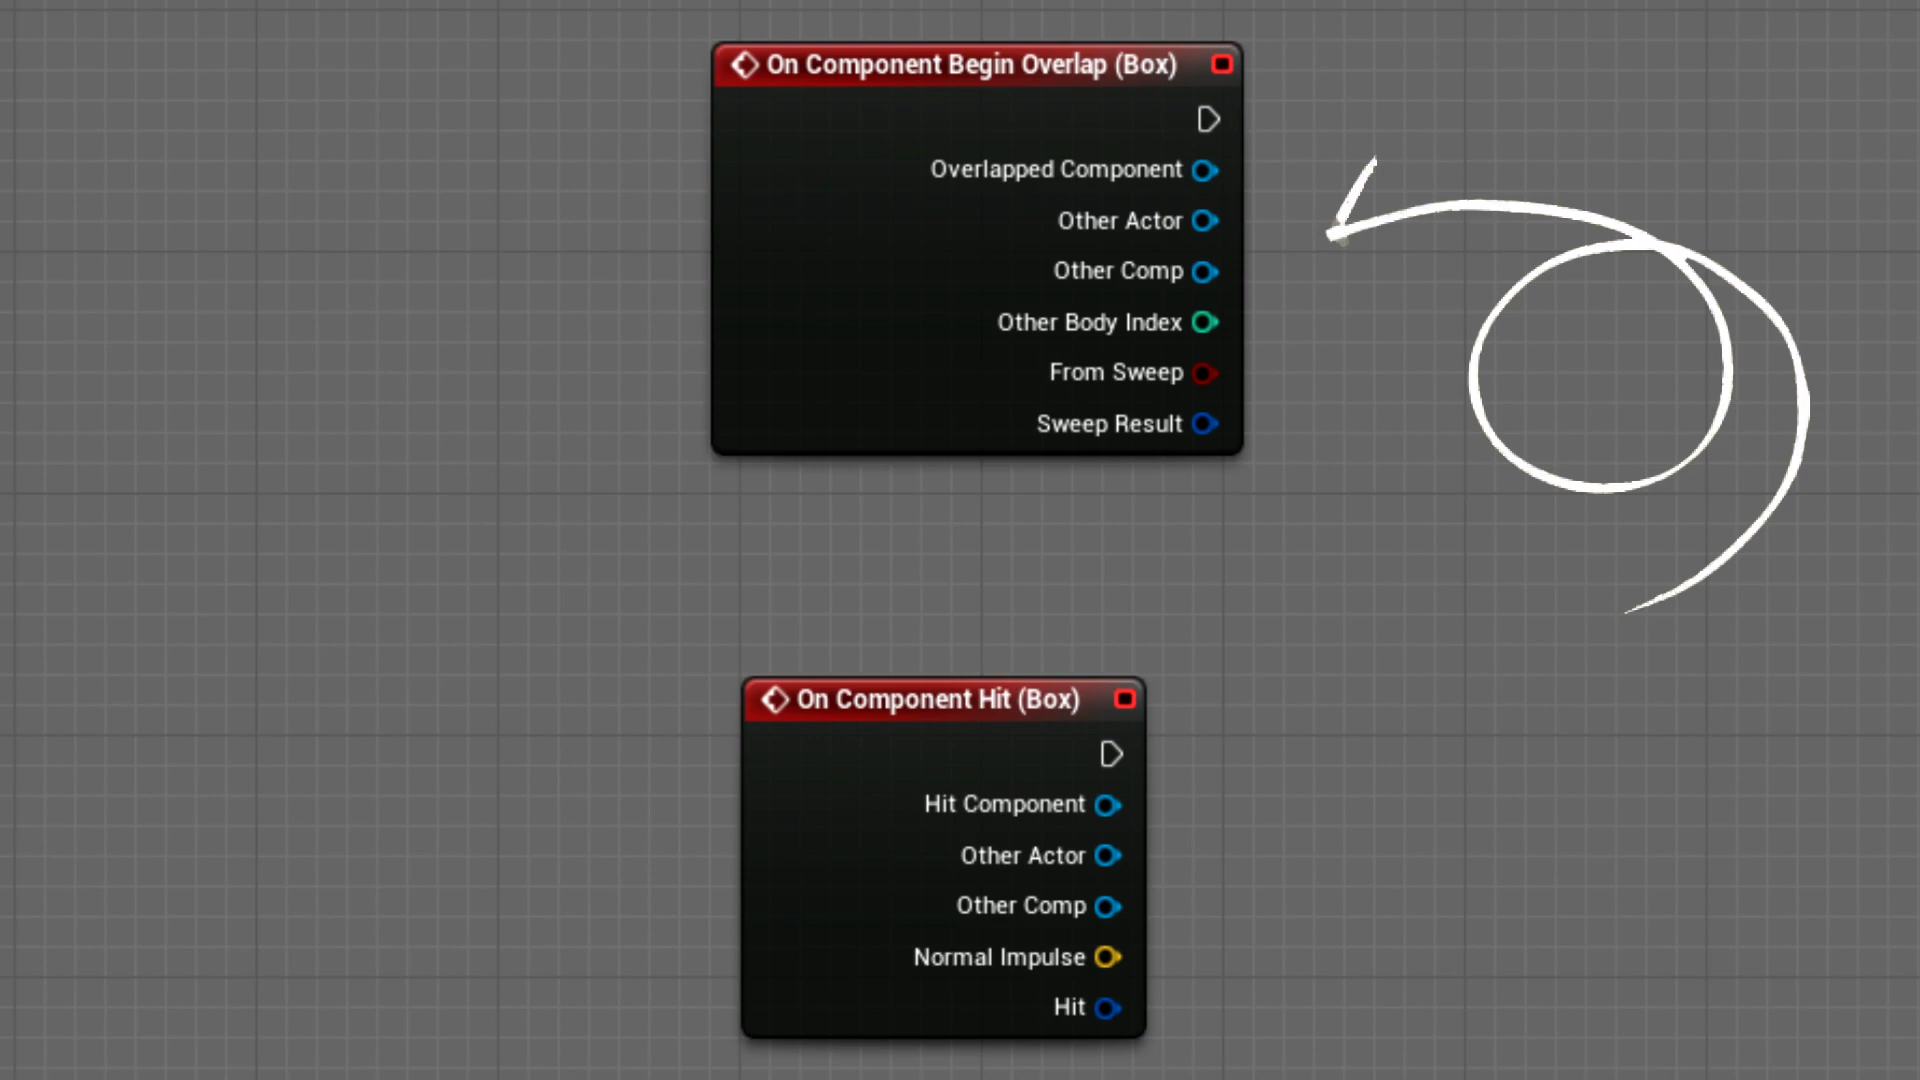 On Component Begin Overlap (Box)
Overlapped Component
Other Actor
Other Comp
Other Body Index
From Sweep
Sweep Result
On Component Hit (Box)
Hit Component
Other Actor
Other Comp
Normal Impulse
Hit